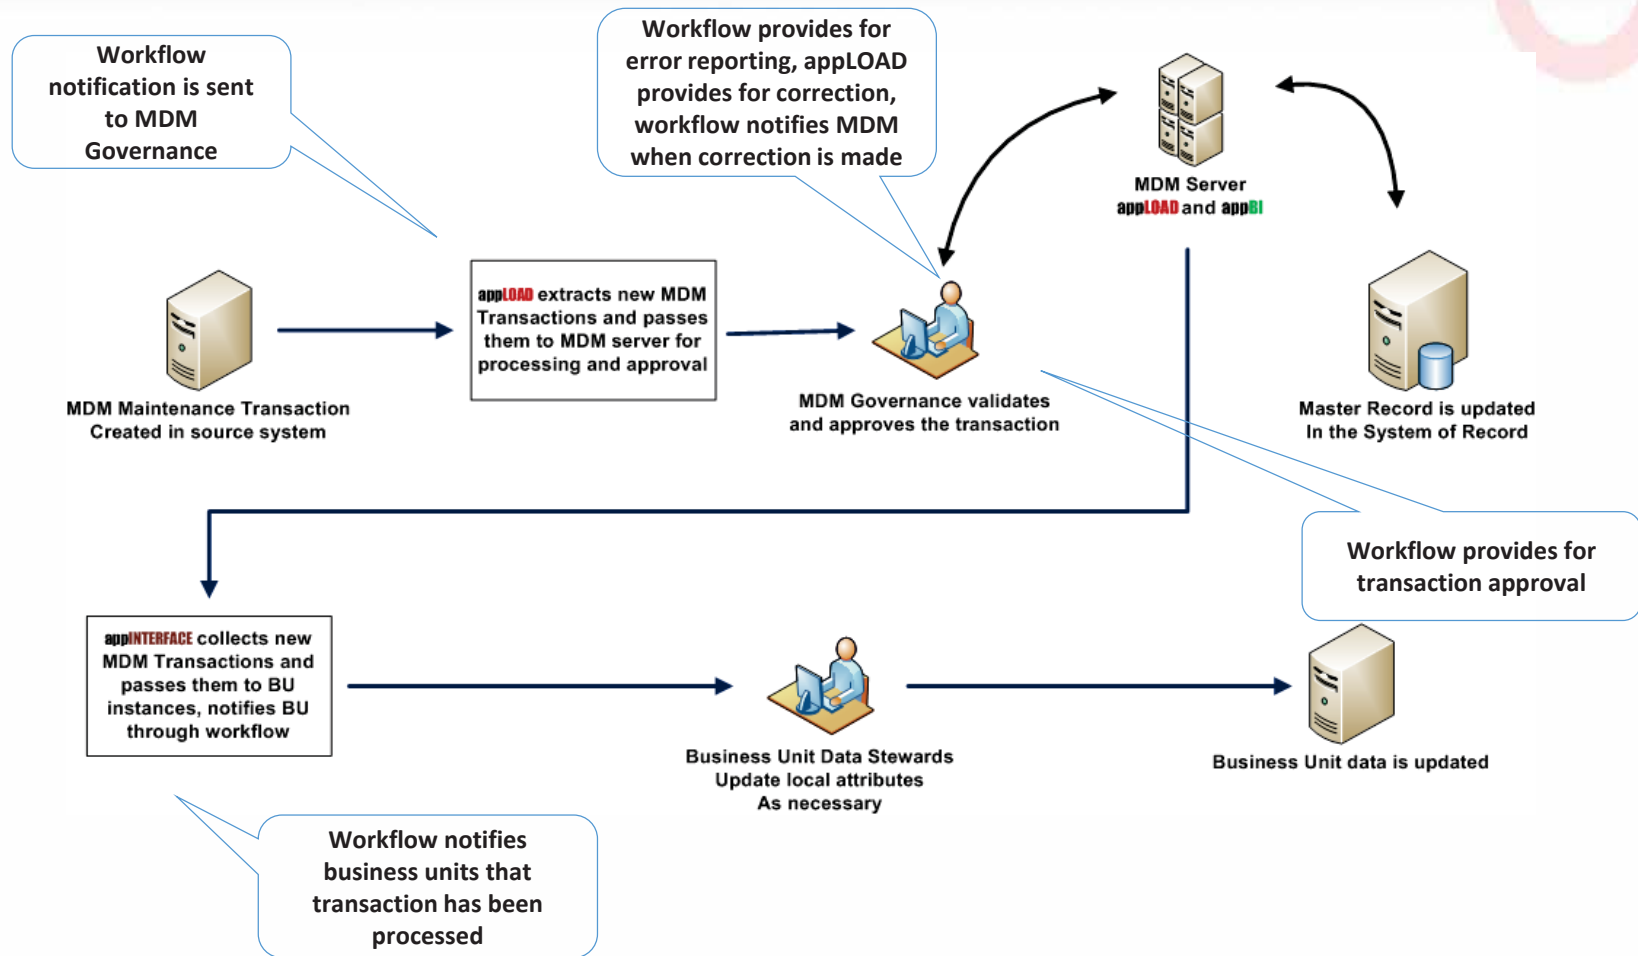 Workflow
notification is sent
to MDM
Governance
Workflow provides for
error reporting, appLOAD
provides for correction,
workflow notifies MDM
when correction is made
MDM Server
appLOAD and appBI
appLOAD extracts new MDM
Transactions and passes
them to MDM server for
processing and approval
MDM Maintenance Transaction
Created in source system
MDM Governance validates
and approves the transaction
Master Record is updated
In the System of Record
Workflow provides for
transaction approval
appINTERFACE collects new
MDM Transactions and
passes them to BU
instances, notifies BU
through workflow
Business Unit Data Stewards
Update local attributes
As necessary
Business Unit data is updated
Workflow notifies
business units that
transaction has been
processed